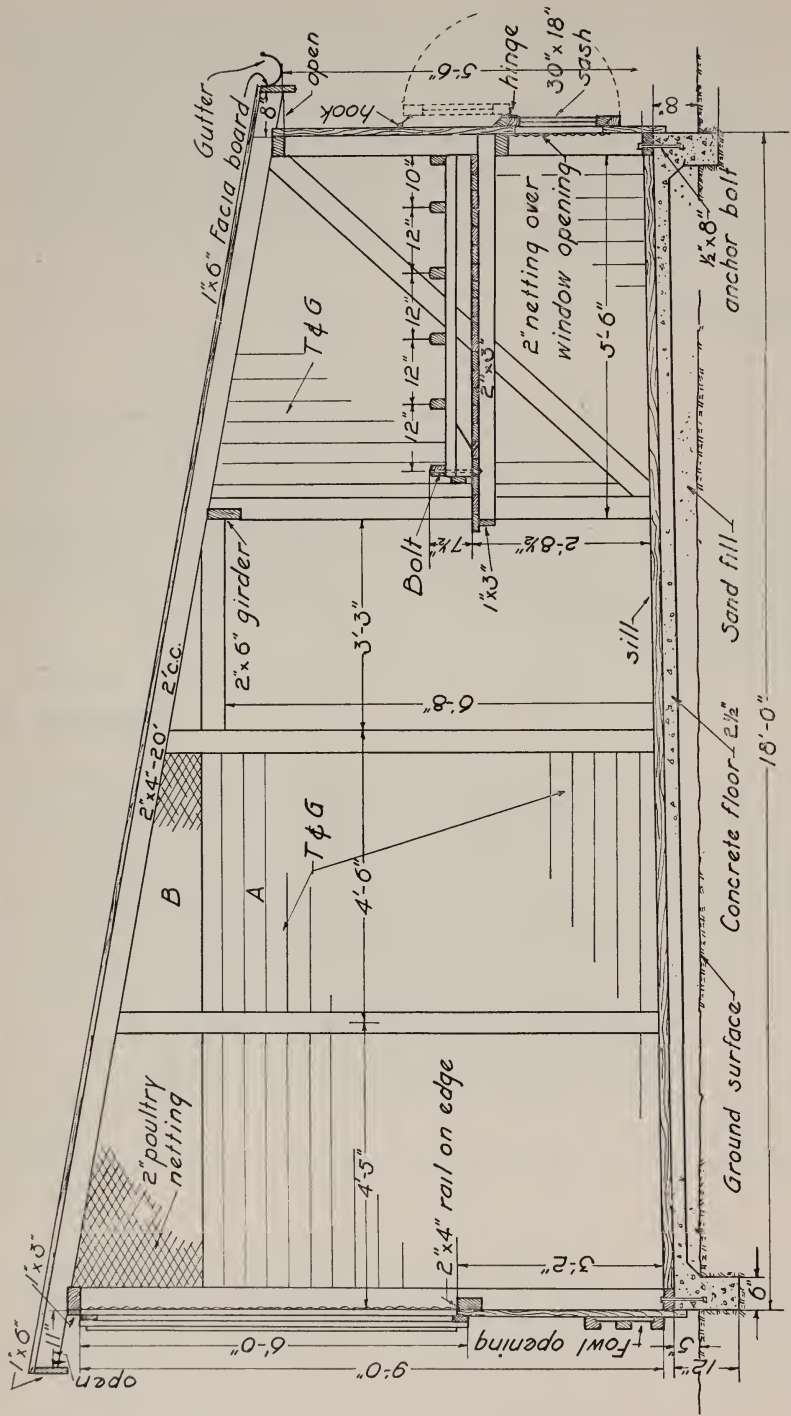 1"x6"
1"x3"
11"
open
2" poultry
netting
2"x4"-20' 2'c.c.
B
A
T & G
4'-5"
4'-6"
3'-3"
2"x4" rail on edge
3'-2"
6'-0"
9'-0"
Fowl opening
5"
12"
6"
Ground surface
Concrete floor-2½"
Sand fill
18'-0"
sill
6'-8"
2"x6" girder
1"x6" Facia board
Gutter
8"
open
hook
5'-6"
hinge
30"x18"
sash
T & G
12"
12"
12"
12"
10"
Bolt
7½"
2'-8½"
1"x3"
2"x3"
2" netting over
window opening
5'-6"
8
½"x8"
anchor bolt